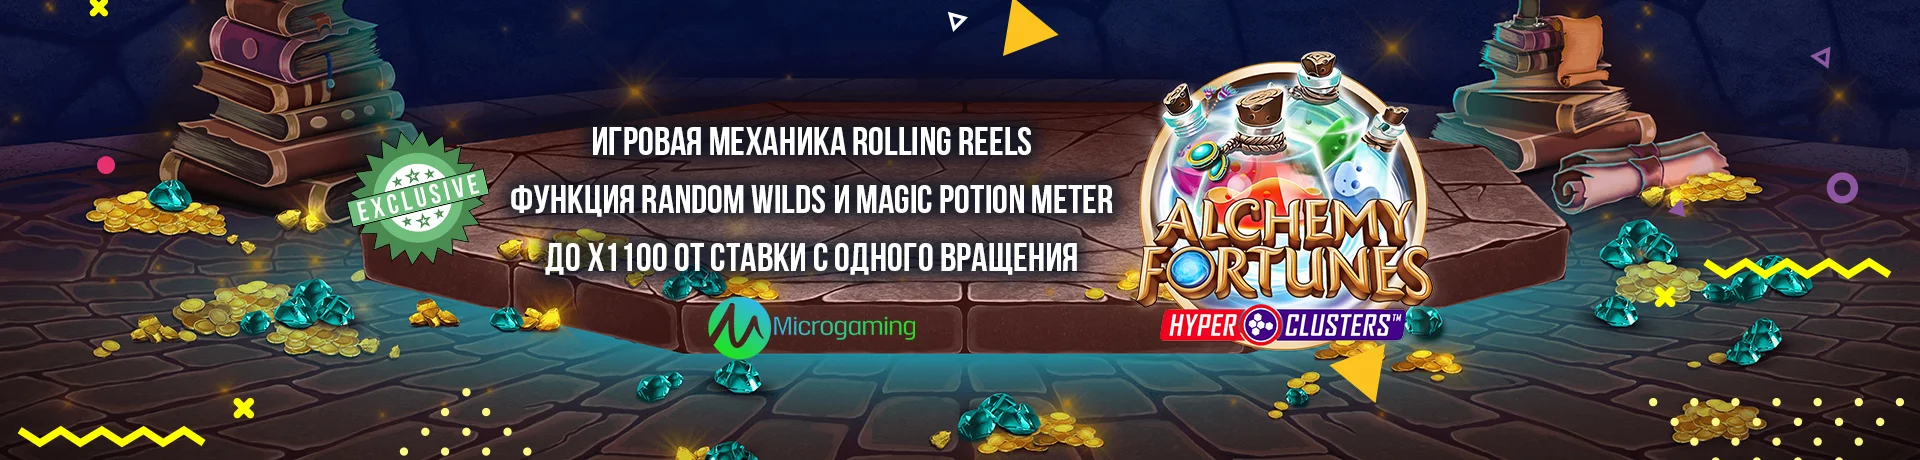 ИГРОВАЯ МЕХАНИКА ROLLING REELS
EXCLUSIVE
ФУНКЦИЯ RANDOM WILDS И MAGIC POTION METER
ДО X1100 ОТ СТАВКИ С ОДНОГО ВРАЩЕНИЯ
Microgaming
ALCHEMY
FORTUNES
HYPER CLUSTERS™